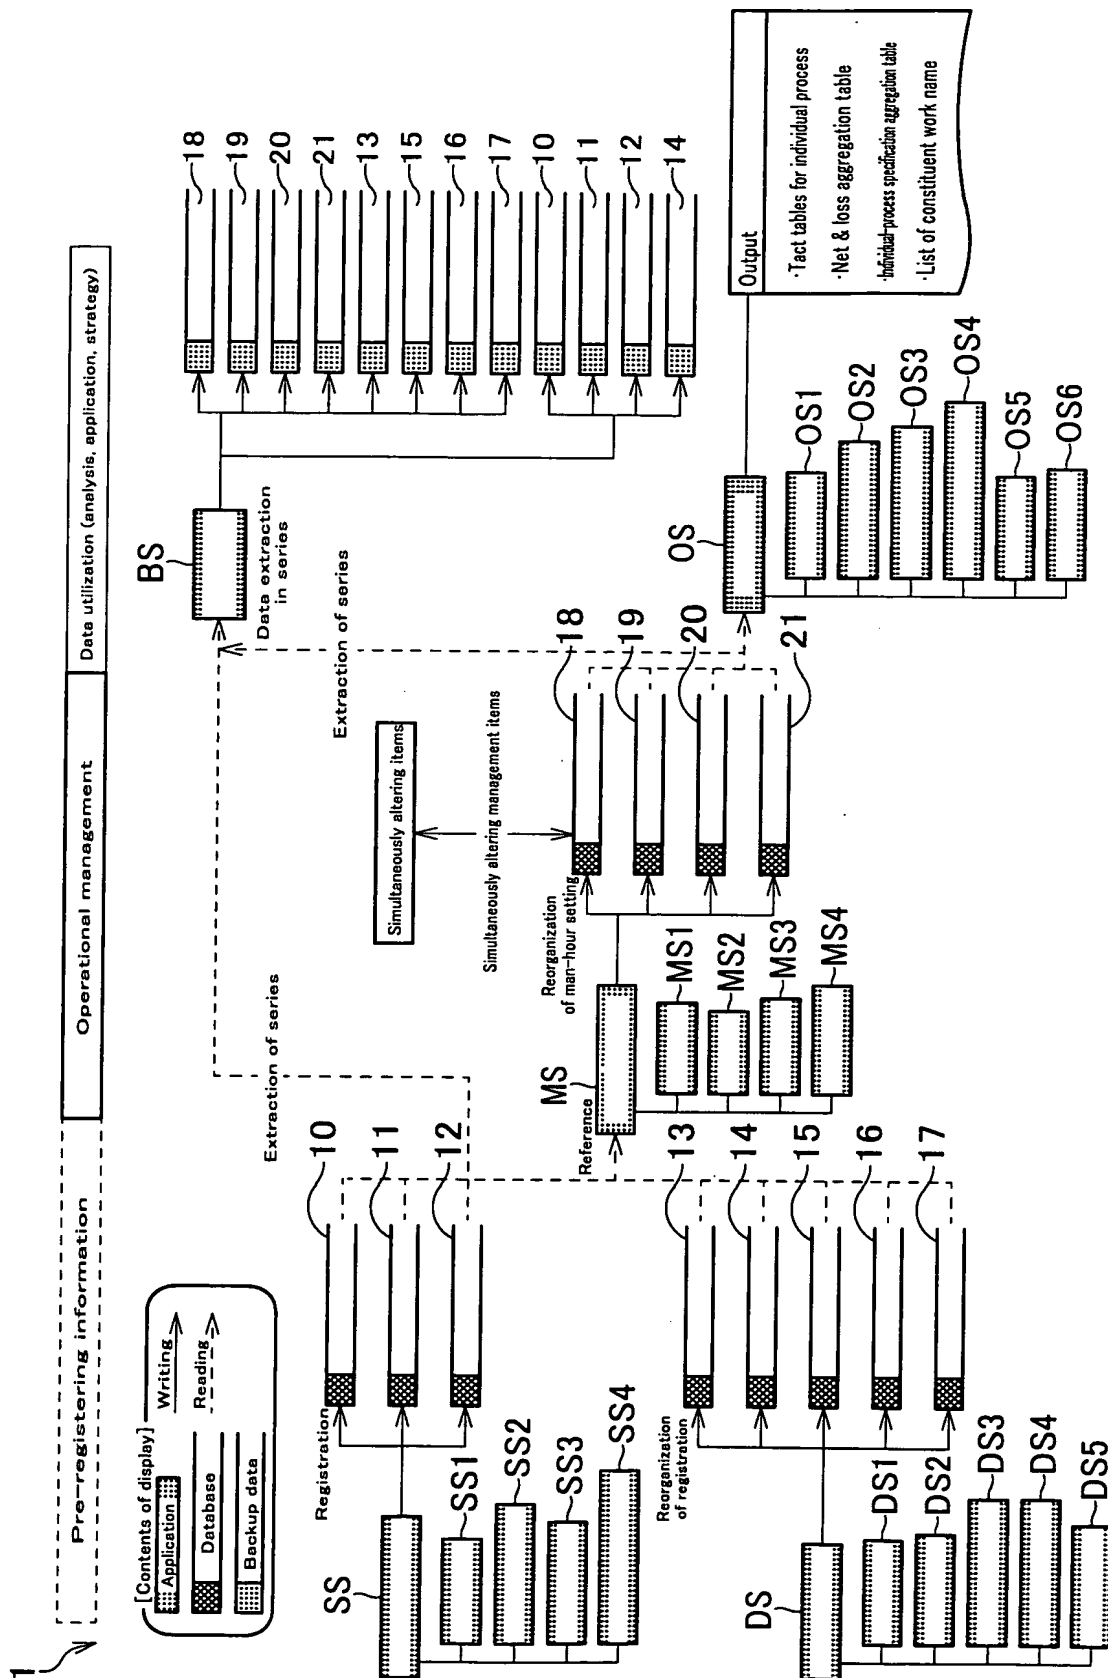 1
Pre-registering information
Operational management
Data utilization (analysis, application, strategy)
[Contents of display]
Application
Database
Backup data
Writing
Reading
SS
SS1
SS2
SS3
SS4
Registration
10
11
12
Extraction of series
DS
DS1
DS2
DS3
DS4
DS5
Reorganization
of registration
13
14
15
16
17
Reference
MS
MS1
MS2
MS3
MS4
Reorganization
of man-hour setting
Simultaneously altering items
Simultaneously altering management items
18
19
20
21
Extraction of series
Data extraction
in series
BS
18
19
20
21
13
15
16
17
10
11
12
14
OS
OS1
OS2
OS3
OS4
OS5
OS6
Output
·Tact tables for individual process
·Net & loss aggregation table
·Individual-process specification aggregation table
·List of constituent work name